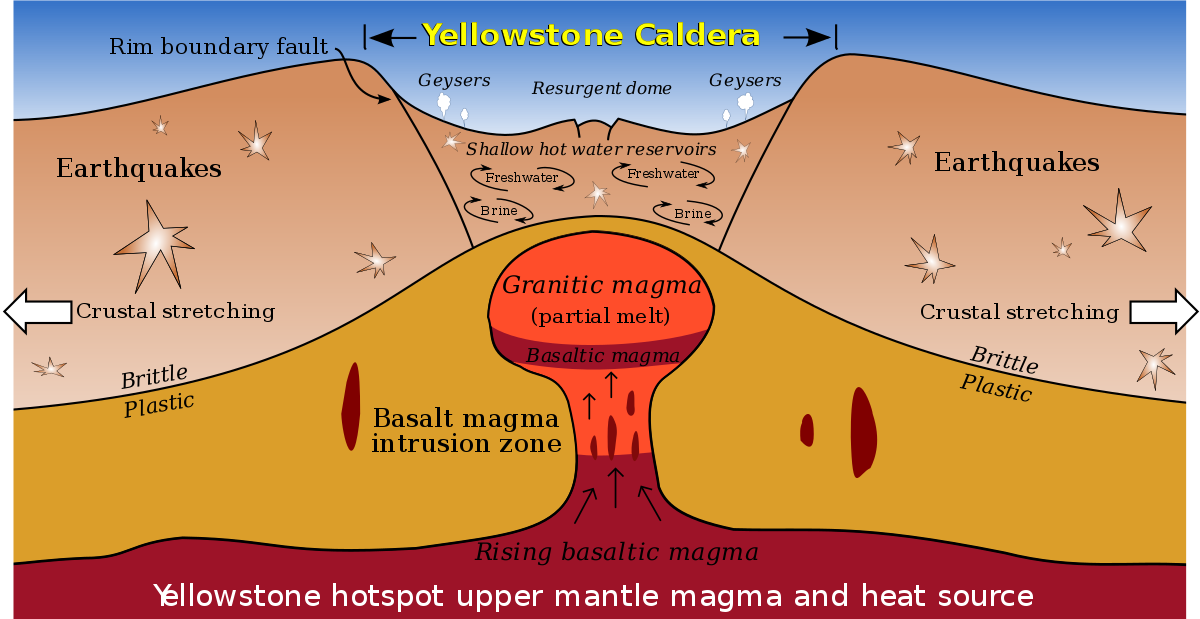 Yellowstone Caldera
Rim boundary fault
Geysers
Resurgent dome
Geysers
Shallow hot water reservoirs
Freshwater
Freshwater
Brine
Brine
Earthquakes
Earthquakes
Granitic magma
(partial melt)
Crustal stretching
Crustal stretching
Basaltic magma
Brittle
Plastic
Brittle
Plastic
Basalt magma
intrusion zone
Rising basaltic magma
Yellowstone hotspot upper mantle magma and heat source